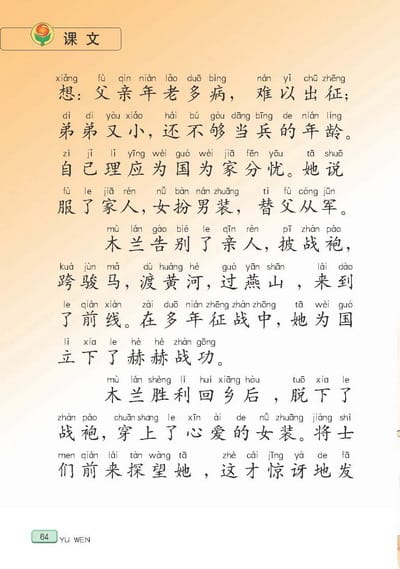 课文
xiǎng fù qin nián lǎo duō bìng nán yǐ chū zhēng
想：父亲年老多病，难以出征；
dì di yòu xiǎo hái bú gòu dāng bīng de nián líng
弟弟又小，还不够当兵的年龄。
zì jǐ lǐ yīng wèi guó wèi jiā fēn yōu tā shuō
自己理应为国为家分忧。她说
fú le jiā rén nǚ bàn nán zhuāng tì fù cóng jūn
服了家人，女扮男装，替父从军。
mù lán gào bié le qīn rén pī zhàn páo
木兰告别了亲人，披战袍，
kuà jùn mǎ dù huáng hé guò yān shān lái dào
跨骏马，渡黄河，过燕山，来到
le qián xiàn zài duō nián zhēng zhàn zhōng tā wèi guó
了前线。在多年征战中，她为国
lì xia le hè hè zhàn gōng
立下了赫赫战功。
mù lán shèng lì huí xiāng hòu tuō xia le
木兰胜利回乡后，脱下了
zhàn páo chuān shang le xīn ài de nǚ zhuāng jiàng shì
战袍，穿上了心爱的女装。将士
men qián lái tàn wàng tā zhè cái jīng yà de fā
们前来探望她，这才惊讶地发
64
YU WEN